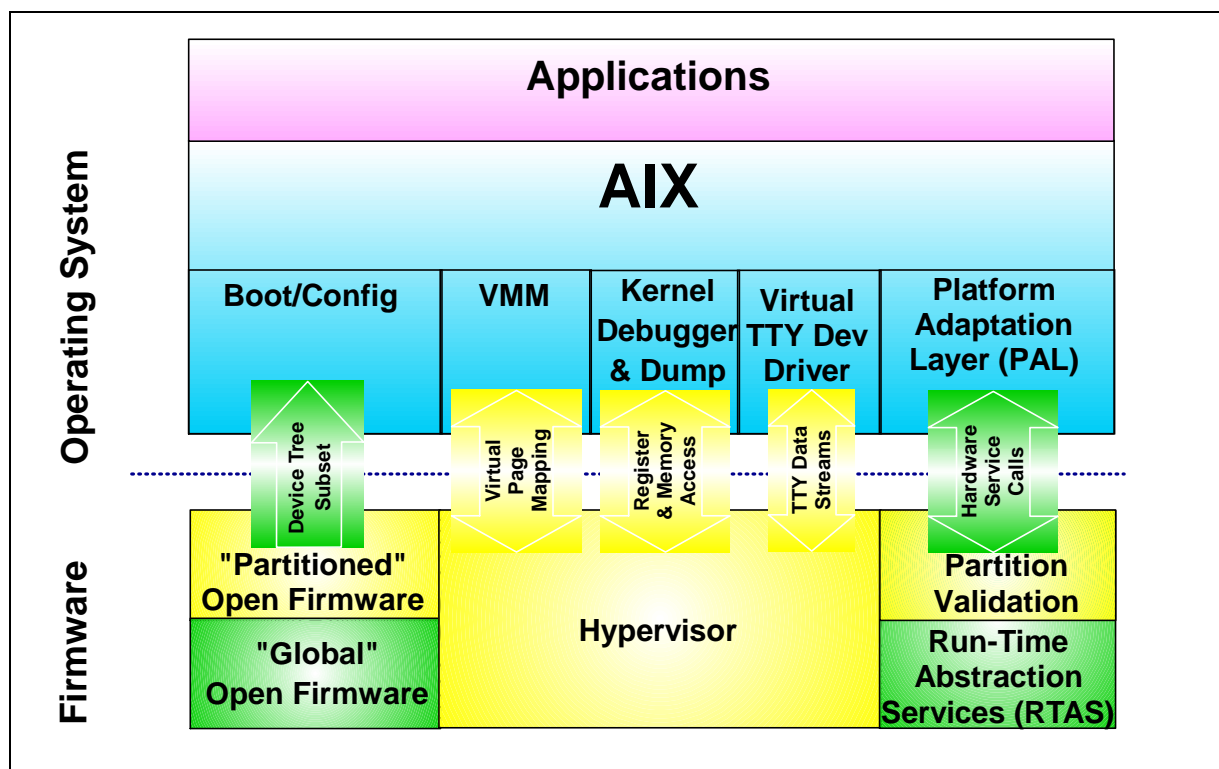 Applications
AIX
Operating System
Boot/Config
VMM
Kernel
Debugger
& Dump
Virtual
TTY Dev
Driver
Platform
Adaptation
Layer (PAL)
Device Tree
Subset
Virtual
Page
Mapping
Register
& Memory
Access
TTY Data
Streams
Hardware
Service
Calls
Firmware
"Partitioned"
Open Firmware
"Global"
Open Firmware
Hypervisor
Partition
Validation
Run-Time
Abstraction
Services (RTAS)